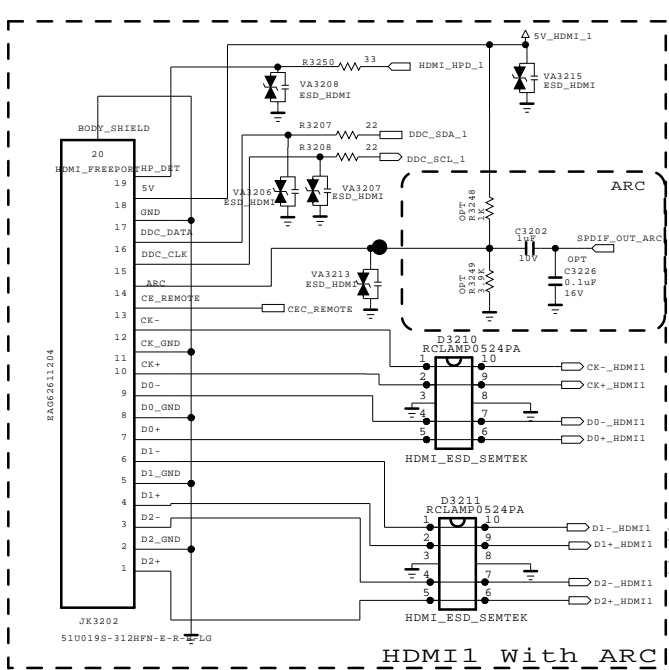 5V_HDMI_1
R3250 33 HDMI_HPD_1
VA3208
ESD_HDMI
VA3215
ESD_HDMI
BODY_SHIELD
20
R3207 22 DDC_SDA_1
R3208 22 DDC_SCL_1
HDMI_FREEPORT
HP_DET
19
5V
18
GND
17
DDC_DATA
16
DDC_CLK
15
ARC
14
CE_REMOTE
13
CK-
12
CK_GND
11
CK+
10
D0-
9
D0_GND
8
D0+
7
D1-
6
D1_GND
5
D1+
4
D2-
3
D2_GND
2
D2+
1
EAG62611204
JK3202
51U019S-312HFN-E-R-B-LG
VA3206
ESD_HDMI
VA3207
ESD_HDMI
VA3213
ESD_HDMI
CEC_REMOTE
ARC
OPT
R3248
1K
C3202
1uF
10V
SPDIF_OUT_ARC
OPT
R3249
3.9K
OPT
C3226
0.1uF
16V
D3210
RCLAMP0524PA
1 10 CK-_HDMI1
2 9 CK+_HDMI1
3 8
4 7 D0-_HDMI1
5 6 D0+_HDMI1
HDMI_ESD_SEMTEK
D3211
RCLAMP0524PA
1 10 D1-_HDMI1
2 9 D1+_HDMI1
3 8
4 7 D2-_HDMI1
5 6 D2+_HDMI1
HDMI_ESD_SEMTEK
HDMI1 With ARC